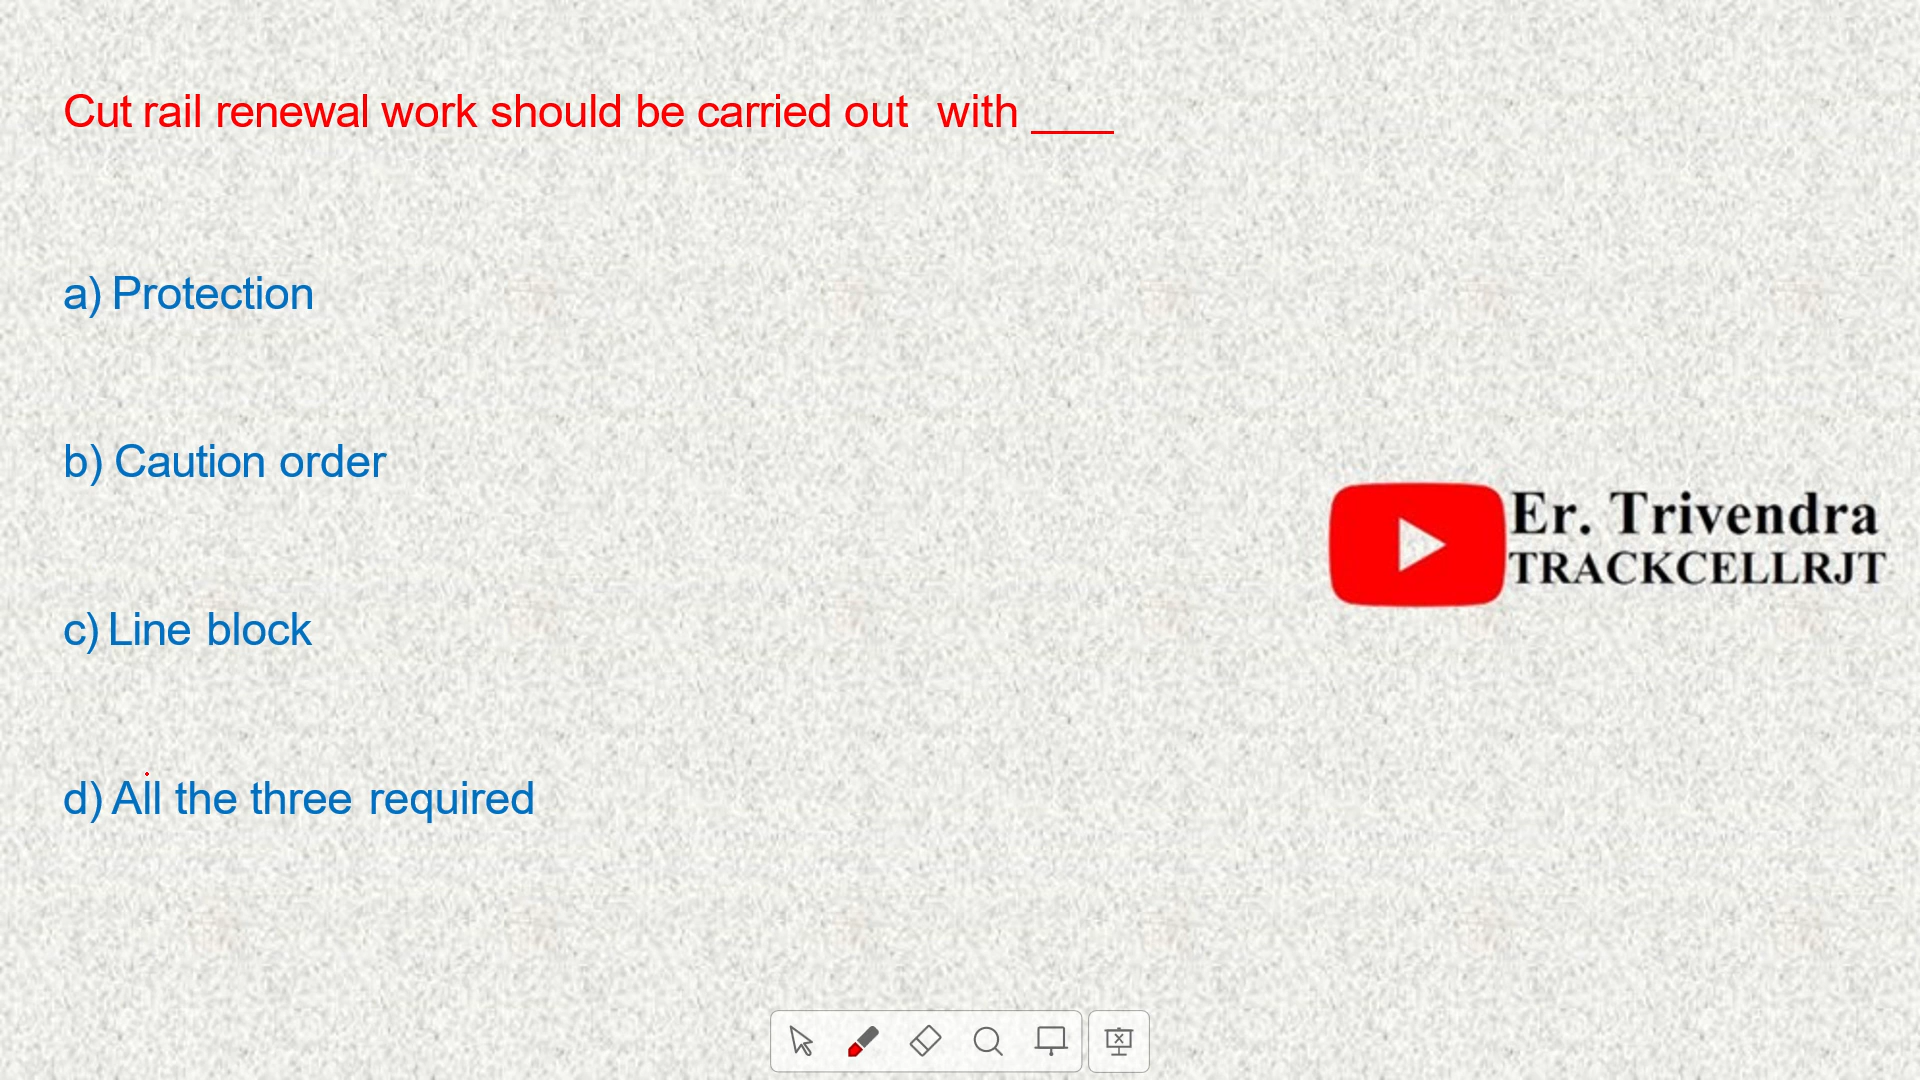 Cut rail renewal work should be carried out with ____
a) Protection
b) Caution order
Er. Trivendra
TRACKCELLRJT
c) Line block
d) All the three required